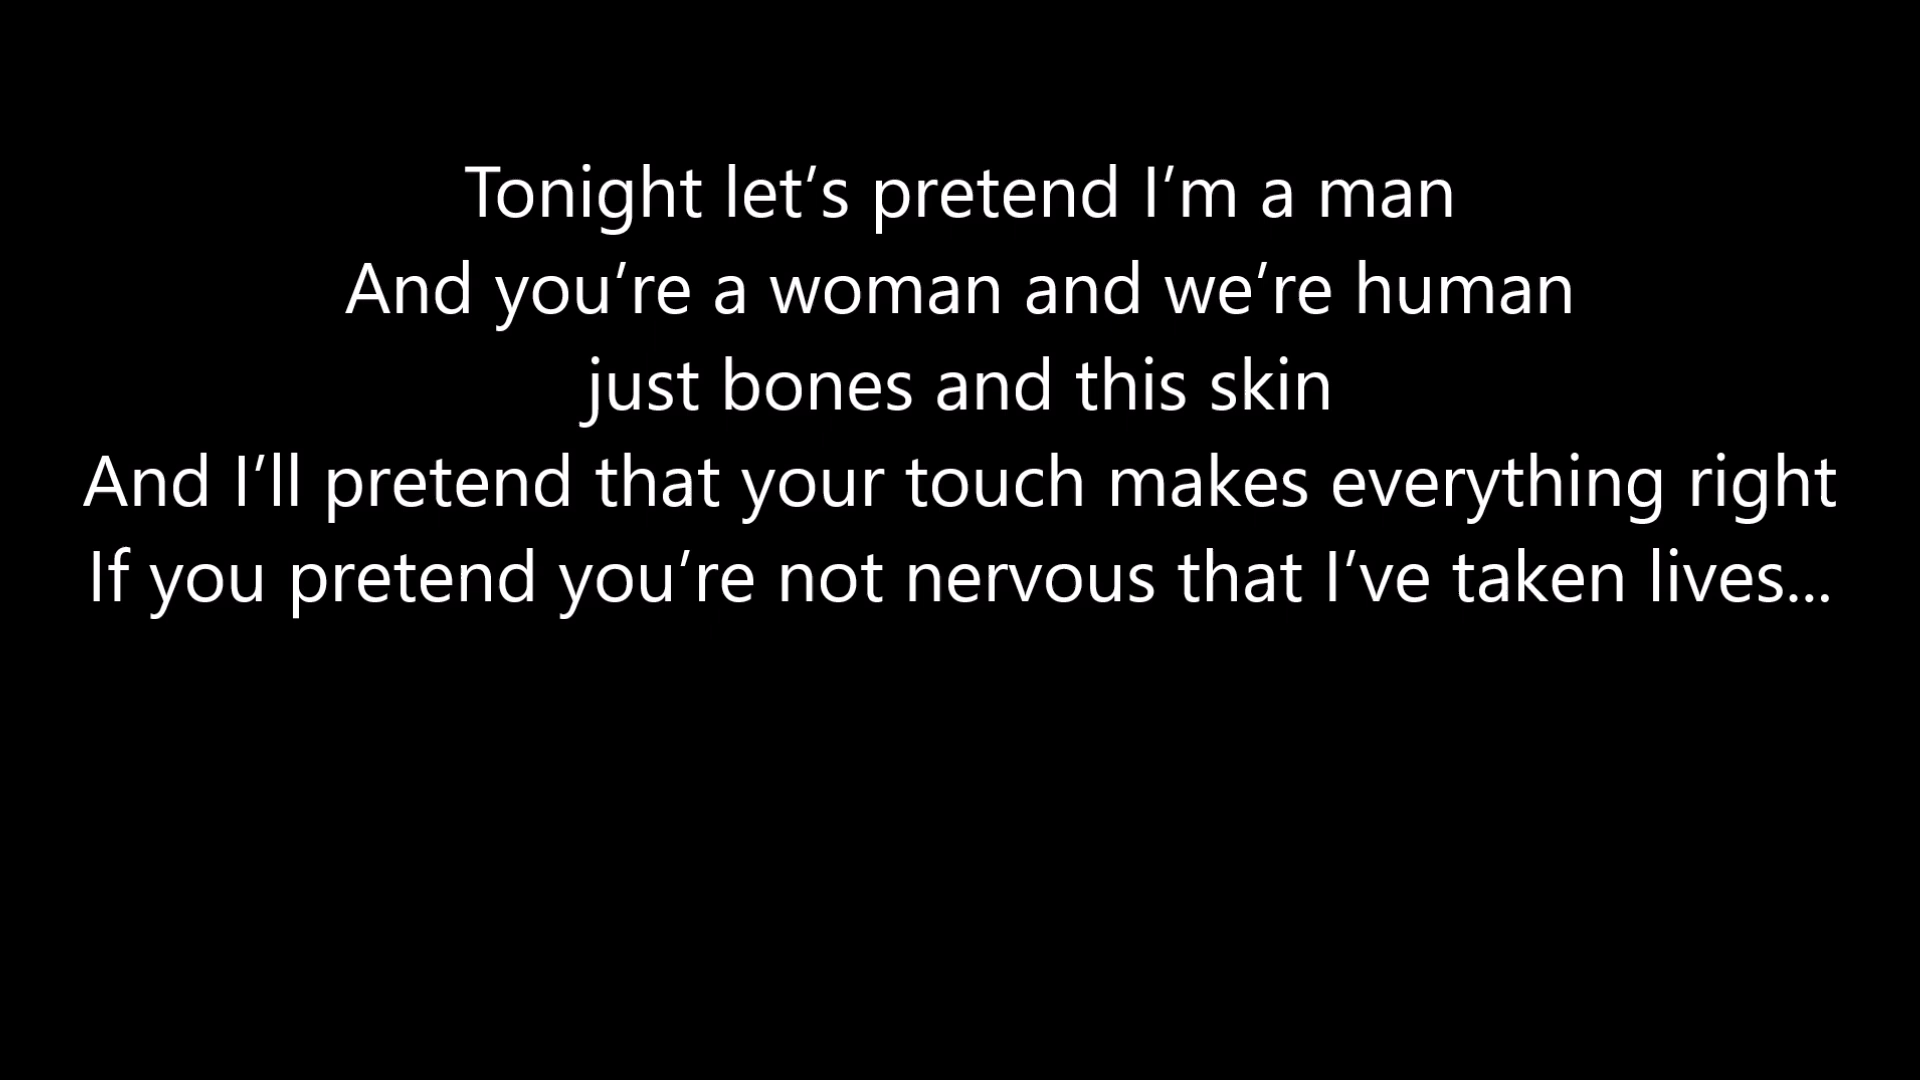 Tonight let’s pretend I’m a man
And you’re a woman and we’re human
just bones and this skin
And I’ll pretend that your touch makes everything right
If you pretend you’re not nervous that I’ve taken lives...